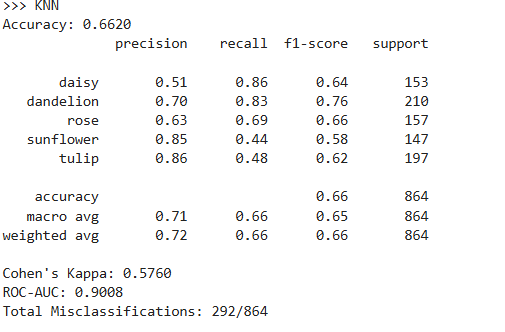 >>> KNN
Accuracy: 0.6620
precision recall f1-score support
daisy 0.51 0.86 0.64 153
dandelion 0.70 0.83 0.76 210
rose 0.63 0.69 0.66 157
sunflower 0.85 0.44 0.58 147
tulip 0.86 0.48 0.62 197
accuracy 0.66 864
macro avg 0.71 0.66 0.65 864
weighted avg 0.72 0.66 0.66 864
Cohen's Kappa: 0.5760
ROC-AUC: 0.9008
Total Misclassifications: 292/864